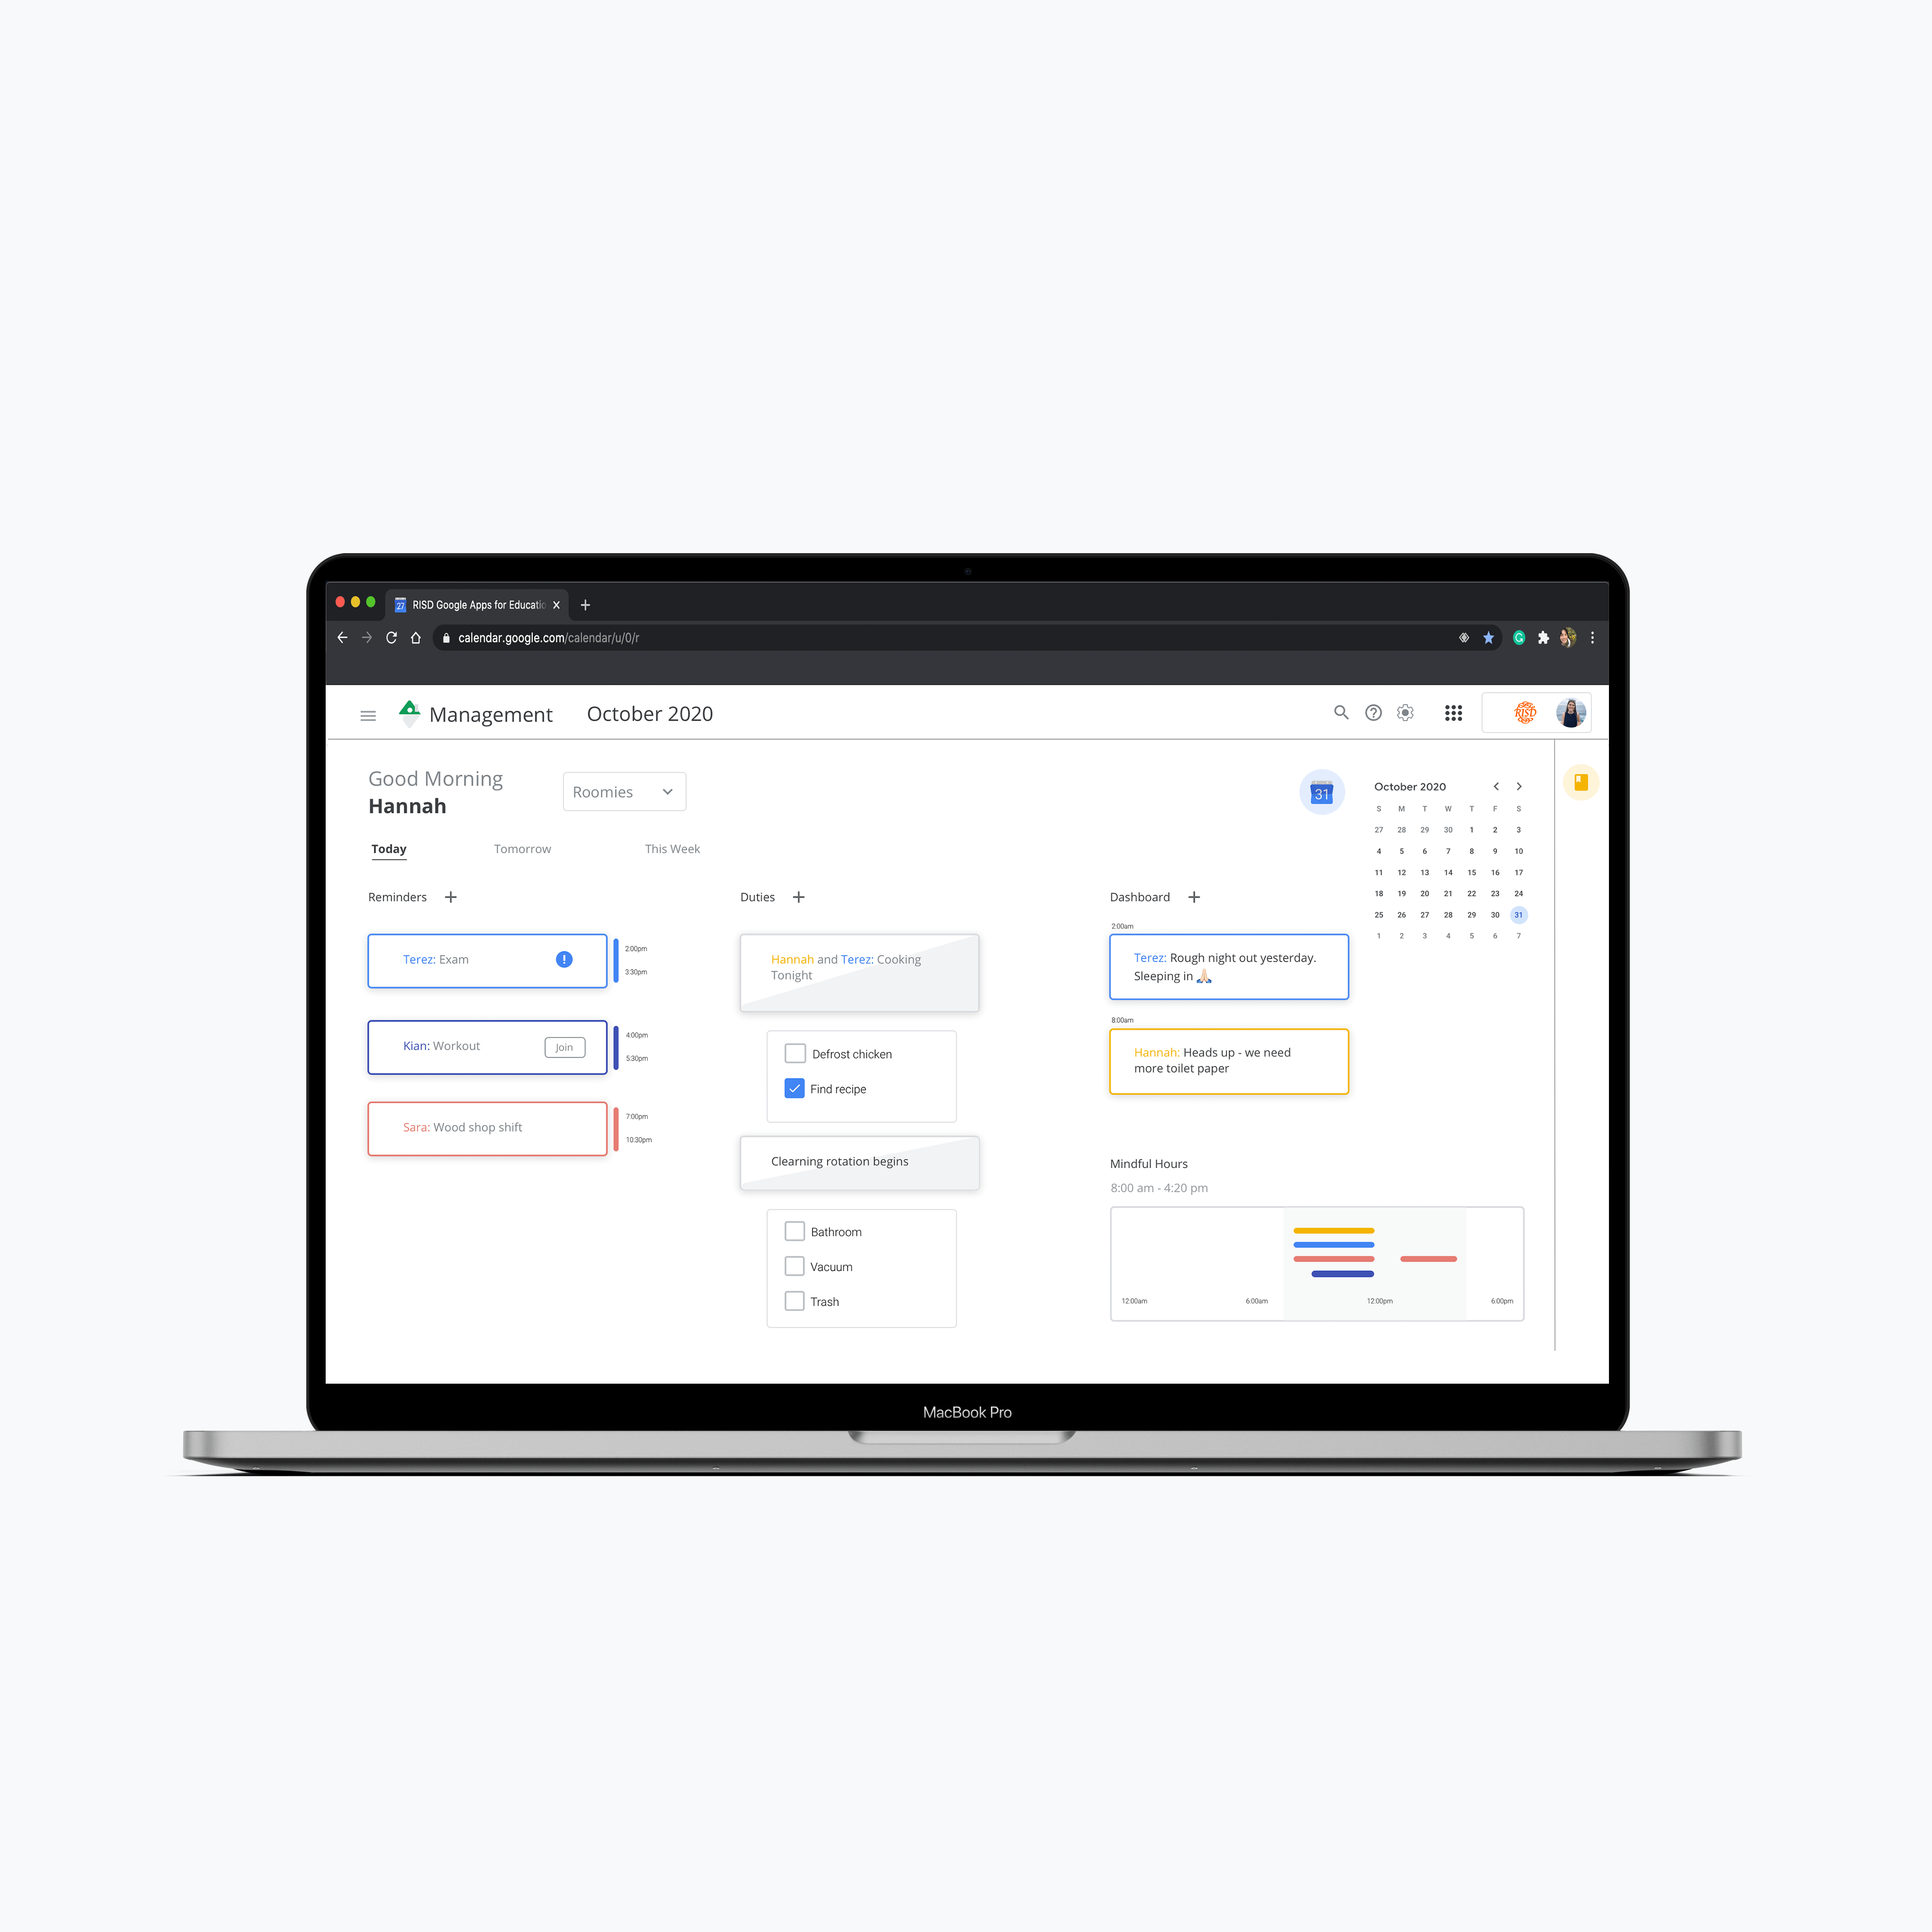 27 RISD Google Apps for Educatio
calendar.google.com/calendar/u/0/r
Management October 2020
RISD
Good Morning
Hannah
Roomies
Today Tomorrow This Week
31
October 2020
S M T W T F S
27 28 29 30 1 2 3
4 5 6 7 8 9 10
11 12 13 14 15 16 17
18 19 20 21 22 23 24
25 26 27 28 29 30 31
1 2 3 4 5 6 7
Reminders
Terez: Exam
2:00pm
3:30pm
Kian: Workout Join
4:00pm
5:30pm
Sara: Wood shop shift
7:00pm
10:30pm
Duties
Hannah and Terez: Cooking
Tonight
Defrost chicken
Find recipe
Clearning rotation begins
Bathroom
Vacuum
Trash
Dashboard
2:00am
Terez: Rough night out yesterday.
Sleeping in 🙏🏻
8:00am
Hannah: Heads up - we need
more toilet paper
Mindful Hours
8:00 am - 4:20 pm
12:00am 6:00am 12:00pm 6:00pm
MacBook Pro